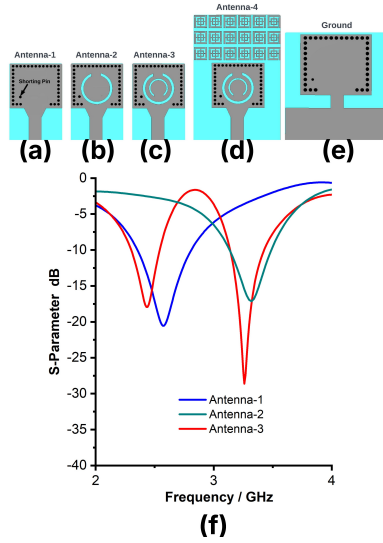 Antenna-4
Ground
Antenna-1
Antenna-2
Antenna-3
Shorting Pin
(a)
(b)
(c)
(d)
(e)
0
-5
-10
-15
-20
-25
-30
-35
-40
S-Parameter dB
Antenna-1
Antenna-2
Antenna-3
2
3
4
Frequency / GHz
(f)